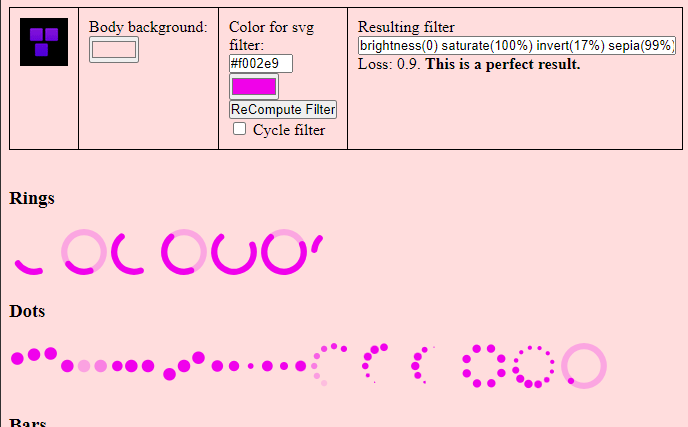 Body background:
Color for svg
filter:
#f002e9
ReCompute Filter
Cycle filter
Resulting filter
brightness(0) saturate(100%) invert(17%) sepia(99%)
Loss: 0.9. This is a perfect result.
Rings
Dots
Bars